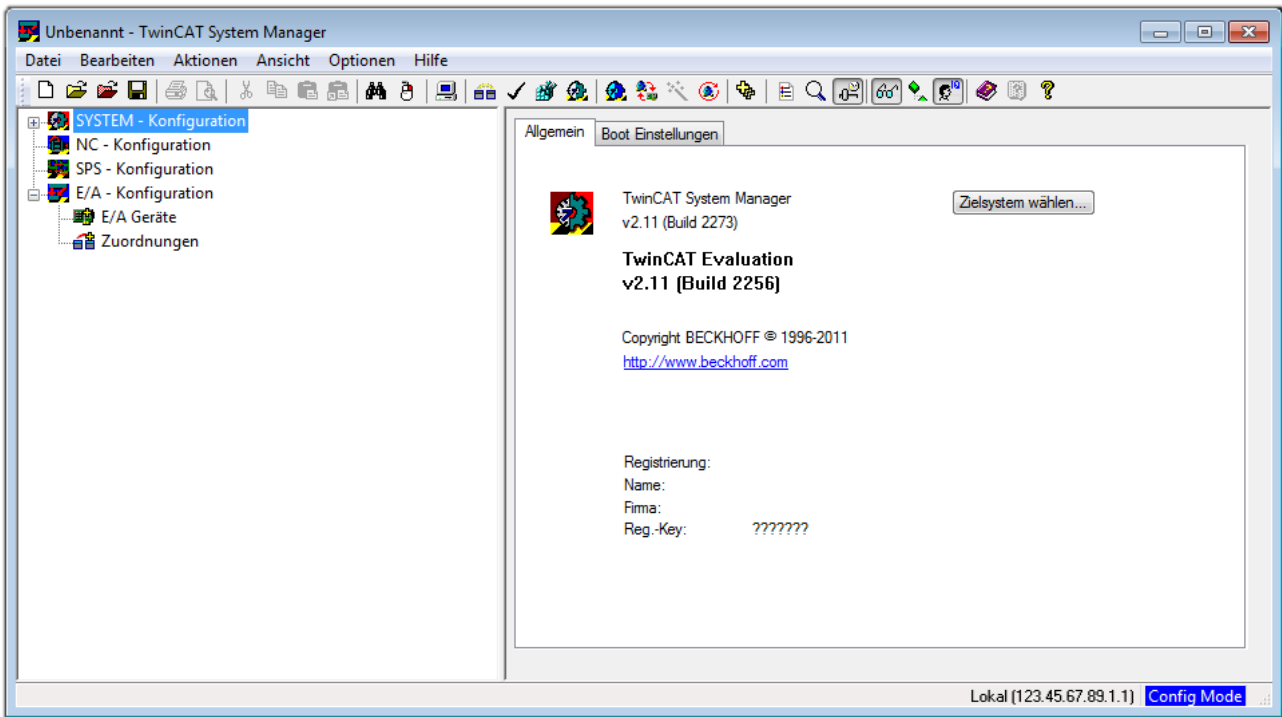 Unbenannt - TwinCAT System Manager
Datei Bearbeiten Aktionen Ansicht Optionen Hilfe
SYSTEM - Konfiguration
NC - Konfiguration
SPS - Konfiguration
E/A - Konfiguration
E/A Geräte
Zuordnungen
Allgemein Boot Einstellungen
TwinCAT System Manager
v2.11 (Build 2273)
Zielsystem wählen...
TwinCAT Evaluation
v2.11 (Build 2256)
Copyright BECKHOFF © 1996-2011
http://www.beckhoff.com
Registrierung:
Name:
Firma:
Reg.-Key: ???????
Lokal (123.45.67.89.1.1) Config Mode